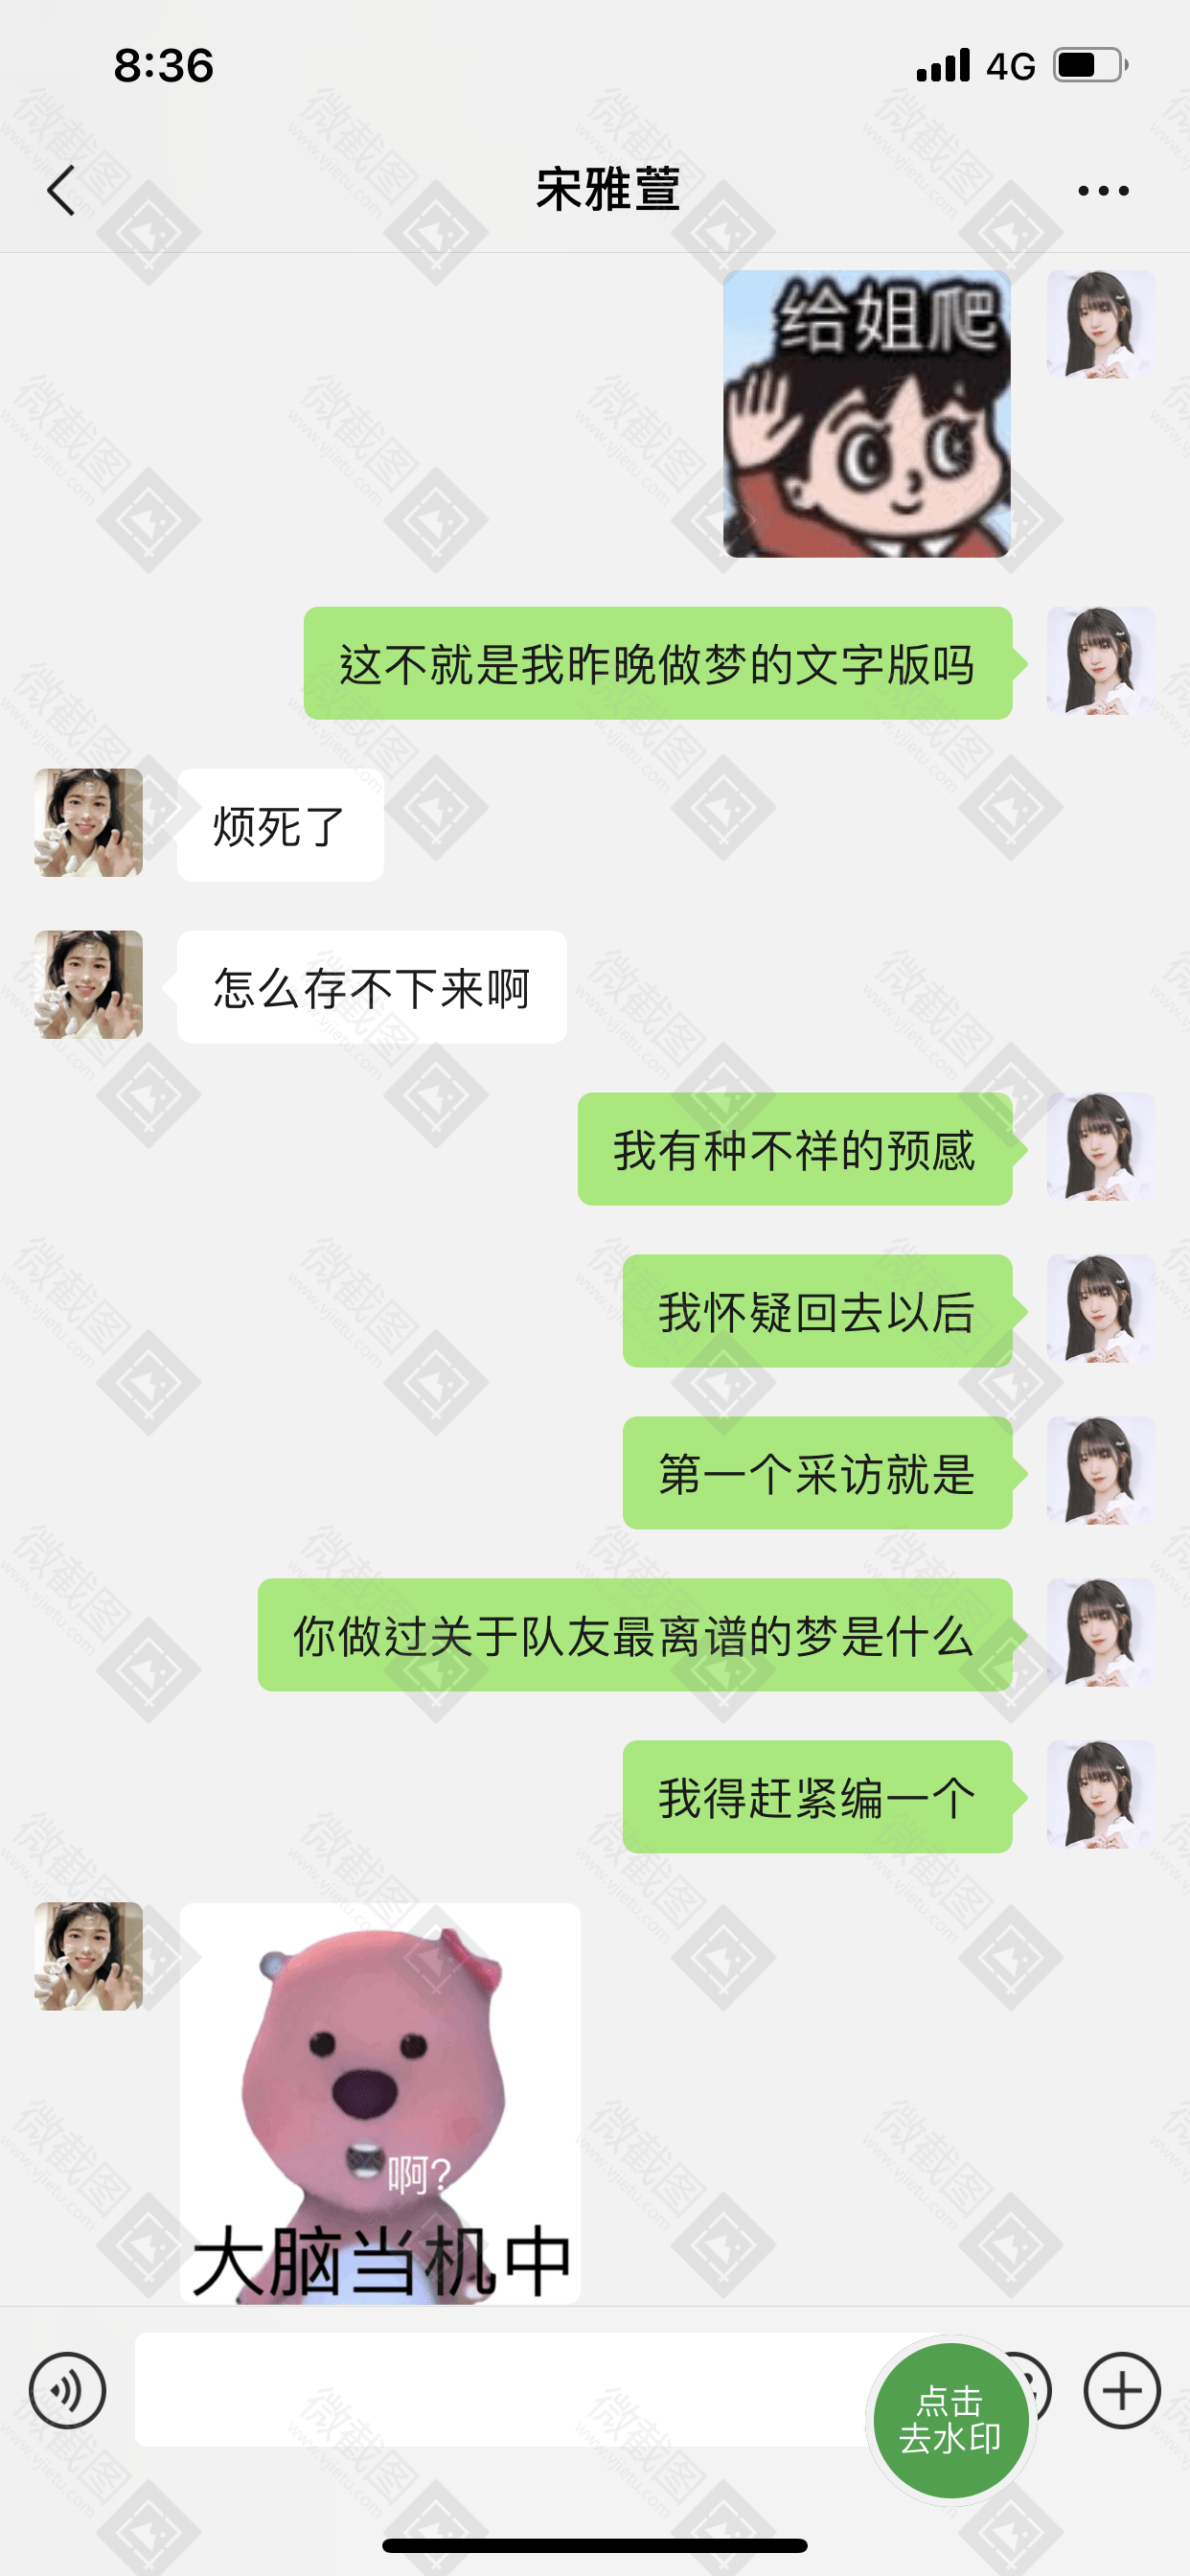 8:36
4G
宋雅萱
给姐爬
这不就是我昨晚做梦的文字版吗
烦死了
怎么存不下来啊
我有种不祥的预感
我怀疑回去以后
第一个采访就是
你做过关于队友最离谱的梦是什么
我得赶紧编一个
啊?
大脑当机中
点击
去水印
微截图
www.vjietu.com